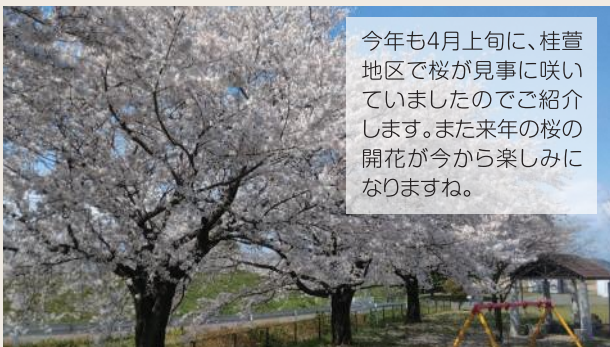 今年も4月上旬に、桂萱
地区で桜が見事に咲い
ていましたのでご紹介
します。また来年の桜の
開花が今から楽しみに
なりますね。